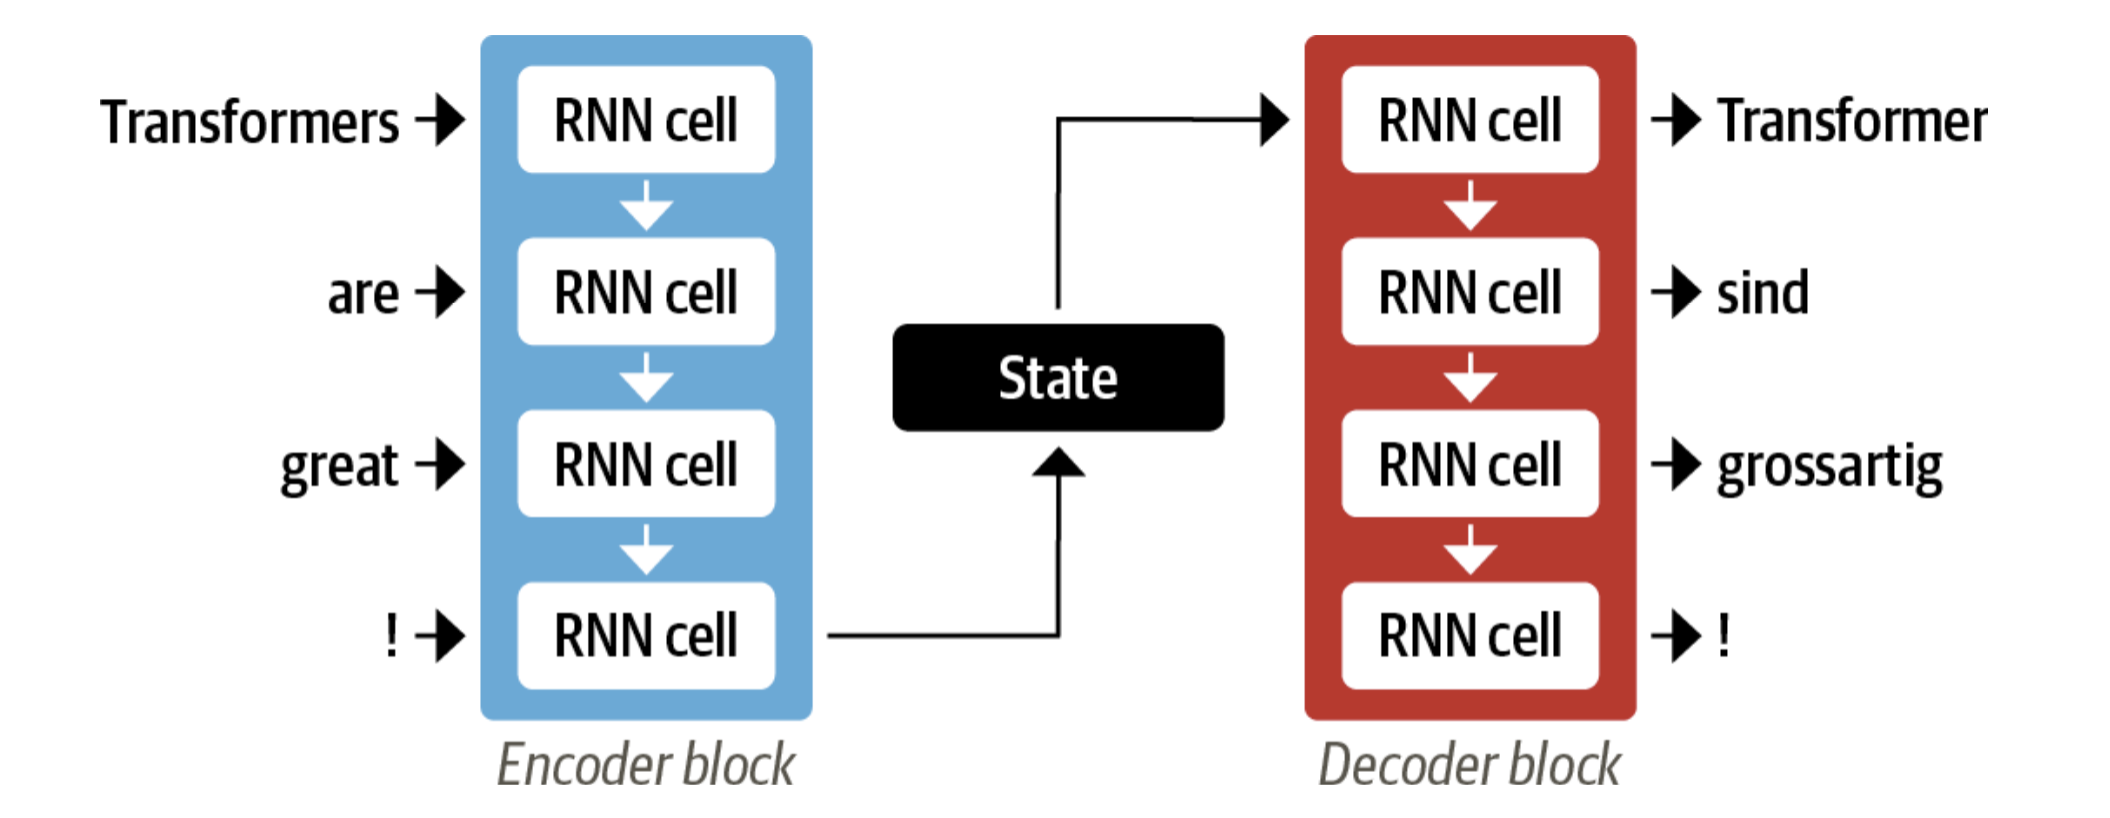 Transformers
RNN cell
RNN cell
Transformer
are
RNN cell
RNN cell
sind
State
great
RNN cell
RNN cell
grossartig
!
RNN cell
RNN cell
!
Encoder block
Decoder block